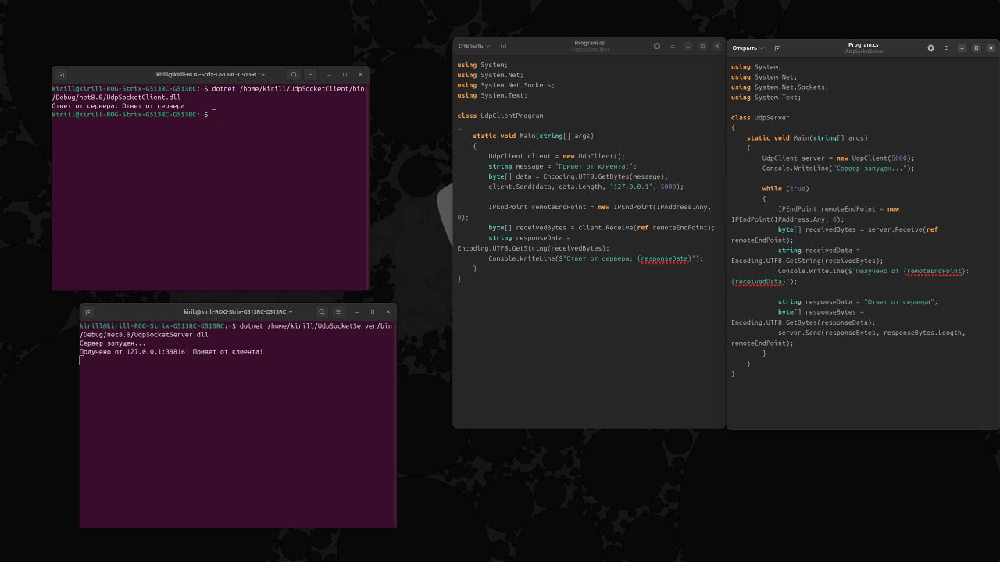 kirill@kirill-ROG-Strix-G513RC-G513RC: ~
kirill@kirill-ROG-Strix-G513RC-G513RC:~$ dotnet /home/kirill/UdpSocketClient/bin
/Debug/net8.0/UdpSocketClient.dll
Ответ от сервера: Ответ от сервера
kirill@kirill-ROG-Strix-G513RC-G513RC:~$
kirill@kirill-ROG-Strix-G513RC-G513RC: ~
kirill@kirill-ROG-Strix-G513RC-G513RC:~$ dotnet /home/kirill/UdpSocketServer/bin
/Debug/net8.0/UdpSocketServer.dll
Сервер запущен...
Получено от 127.0.0.1:39816: Привет от клиента!
Открыть
Program.cs
~/UdpSocketClient
using System;
using System.Net;
using System.Net.Sockets;
using System.Text;
class UdpClientProgram
{
static void Main(string[] args)
{
UdpClient client = new UdpClient();
string message = "Привет от клиента!";
byte[] data = Encoding.UTF8.GetBytes(message);
client.Send(data, data.Length, "127.0.0.1", 5000);
IPEndPoint remoteEndPoint = new IPEndPoint(IPAddress.Any,
0);
byte[] receivedBytes = client.Receive(ref remoteEndPoint);
string responseData =
Encoding.UTF8.GetString(receivedBytes);
Console.WriteLine($"Ответ от сервера: {responseData}");
}
}
Открыть
Program.cs
~/UdpSocketServer
using System;
using System.Net;
using System.Net.Sockets;
using System.Text;
class UdpServer
{
static void Main(string[] args)
{
UdpClient server = new UdpClient(5000);
Console.WriteLine("Сервер запущен...");
while (true)
{
IPEndPoint remoteEndPoint = new
IPEndPoint(IPAddress.Any, 0);
byte[] receivedBytes = server.Receive(ref
remoteEndPoint);
string receivedData =
Encoding.UTF8.GetString(receivedBytes);
Console.WriteLine($"Получено от {remoteEndPoint}:
{receivedData}");
string responseData = "Ответ от сервера";
byte[] responseBytes =
Encoding.UTF8.GetBytes(responseData);
server.Send(responseBytes, responseBytes.Length,
remoteEndPoint);
}
}
}